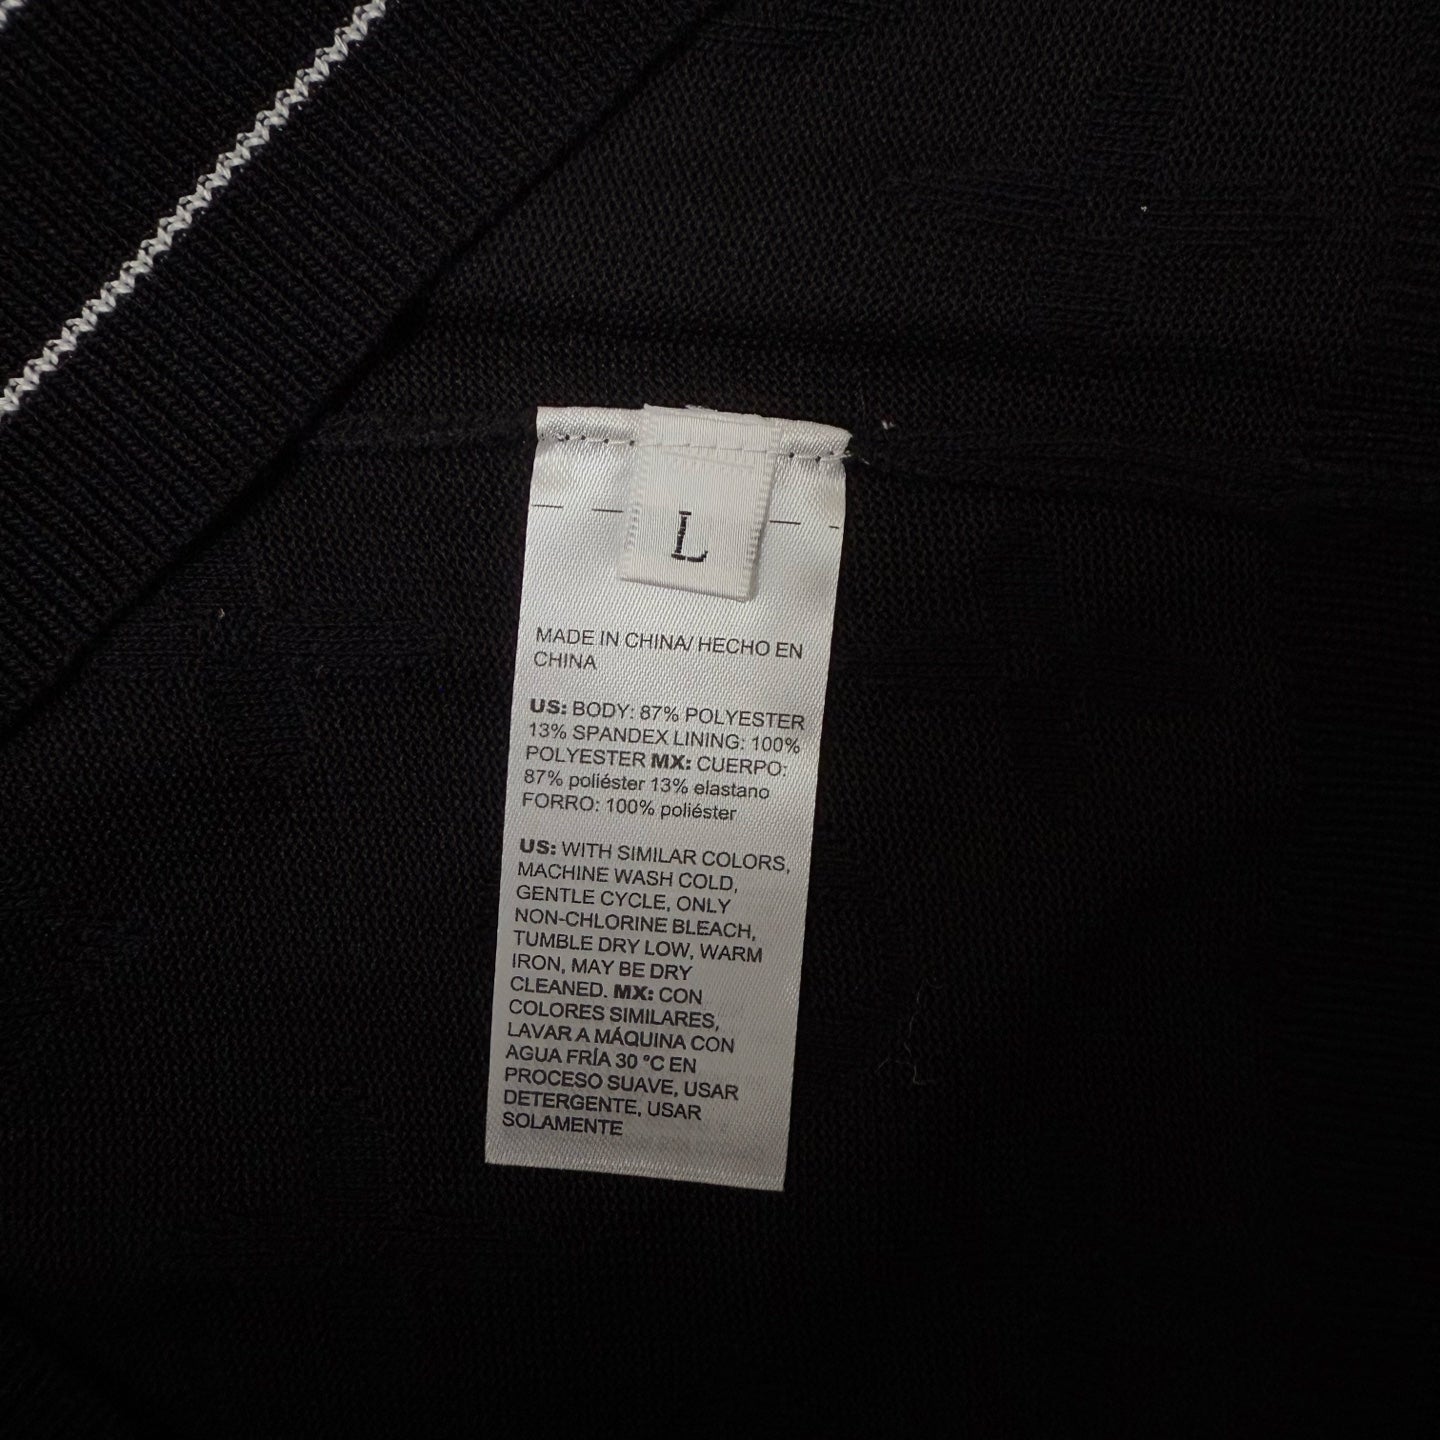 L
MADE IN CHINA/ HECHO EN
CHINA
US: BODY: 87% POLYESTER
13% SPANDEX LINING: 100%
POLYESTER MX: CUERPO:
87% poliéster 13% elastano
FORRO: 100% poliéster
US: WITH SIMILAR COLORS,
MACHINE WASH COLD,
GENTLE CYCLE, ONLY
NON-CHLORINE BLEACH,
TUMBLE DRY LOW, WARM
IRON, MAY BE DRY
CLEANED. MX: CON
COLORES SIMILARES,
LAVAR A MÁQUINA CON
AGUA FRÍA 30 °C EN
PROCESO SUAVE, USAR
DETERGENTE, USAR
SOLAMENTE